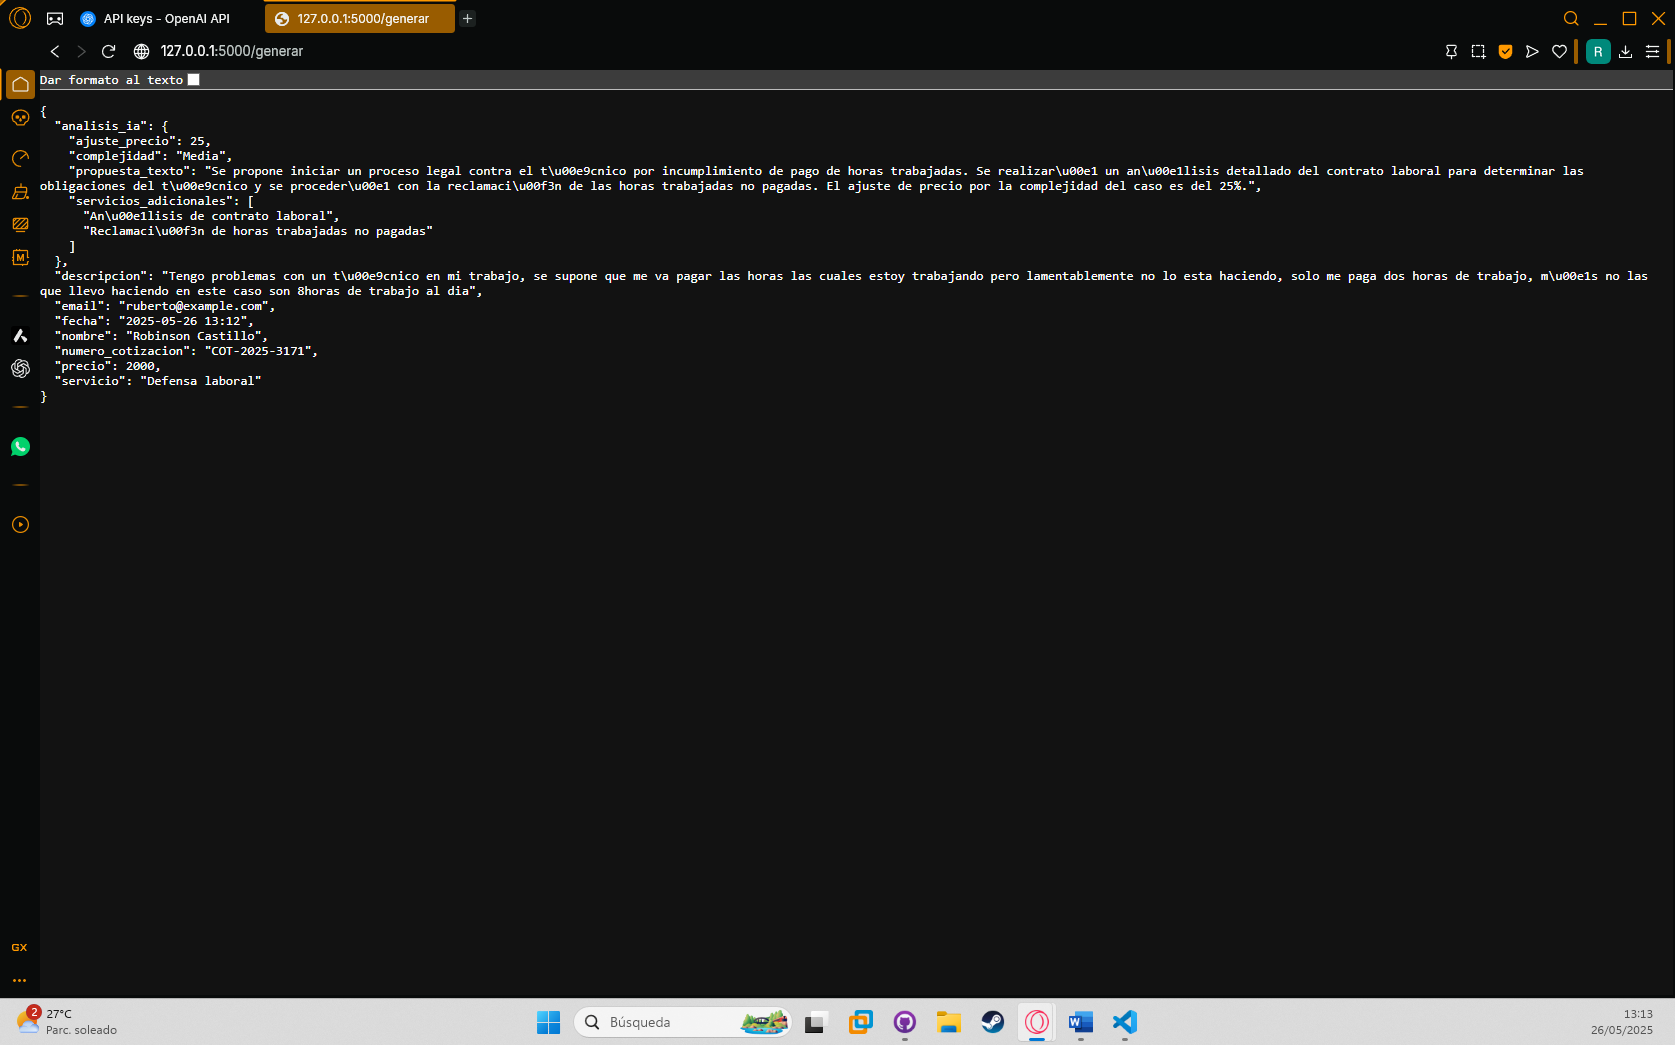 API keys - OpenAI API
127.0.0.1:5000/generar
127.0.0.1:5000/generar
R
Dar formato al texto
{
  "analisis_ia": {
    "ajuste_precio": 25,
    "complejidad": "Media",
    "propuesta_texto": "Se propone iniciar un proceso legal contra el t\u00e9cnico por incumplimiento de pago de horas trabajadas. Se realizar\u00e1 un an\u00e1lisis detallado del contrato laboral para determinar las
obligaciones del t\u00e9cnico y se proceder\u00e1 con la reclamaci\u00f3n de las horas trabajadas no pagadas. El ajuste de precio por la complejidad del caso es del 25%.",
    "servicios_adicionales": [
      "An\u00e1lisis de contrato laboral",
      "Reclamaci\u00f3n de horas trabajadas no pagadas"
    ]
  },
  "descripcion": "Tengo problemas con un t\u00e9cnico en mi trabajo, se supone que me va pagar las horas las cuales estoy trabajando pero lamentablemente no lo esta haciendo, solo me paga dos horas de trabajo, m\u00e1s no las
que llevo haciendo en este caso son 8horas de trabajo al dia",
  "email": "ruberto@example.com",
  "fecha": "2025-05-26 13:12",
  "nombre": "Robinson Castillo",
  "numero_cotizacion": "COT-2025-3171",
  "precio": 2000,
  "servicio": "Defensa laboral"
}
M
GX
2
27°C
Parc. soleado
Búsqueda
W
13:13
26/05/2025